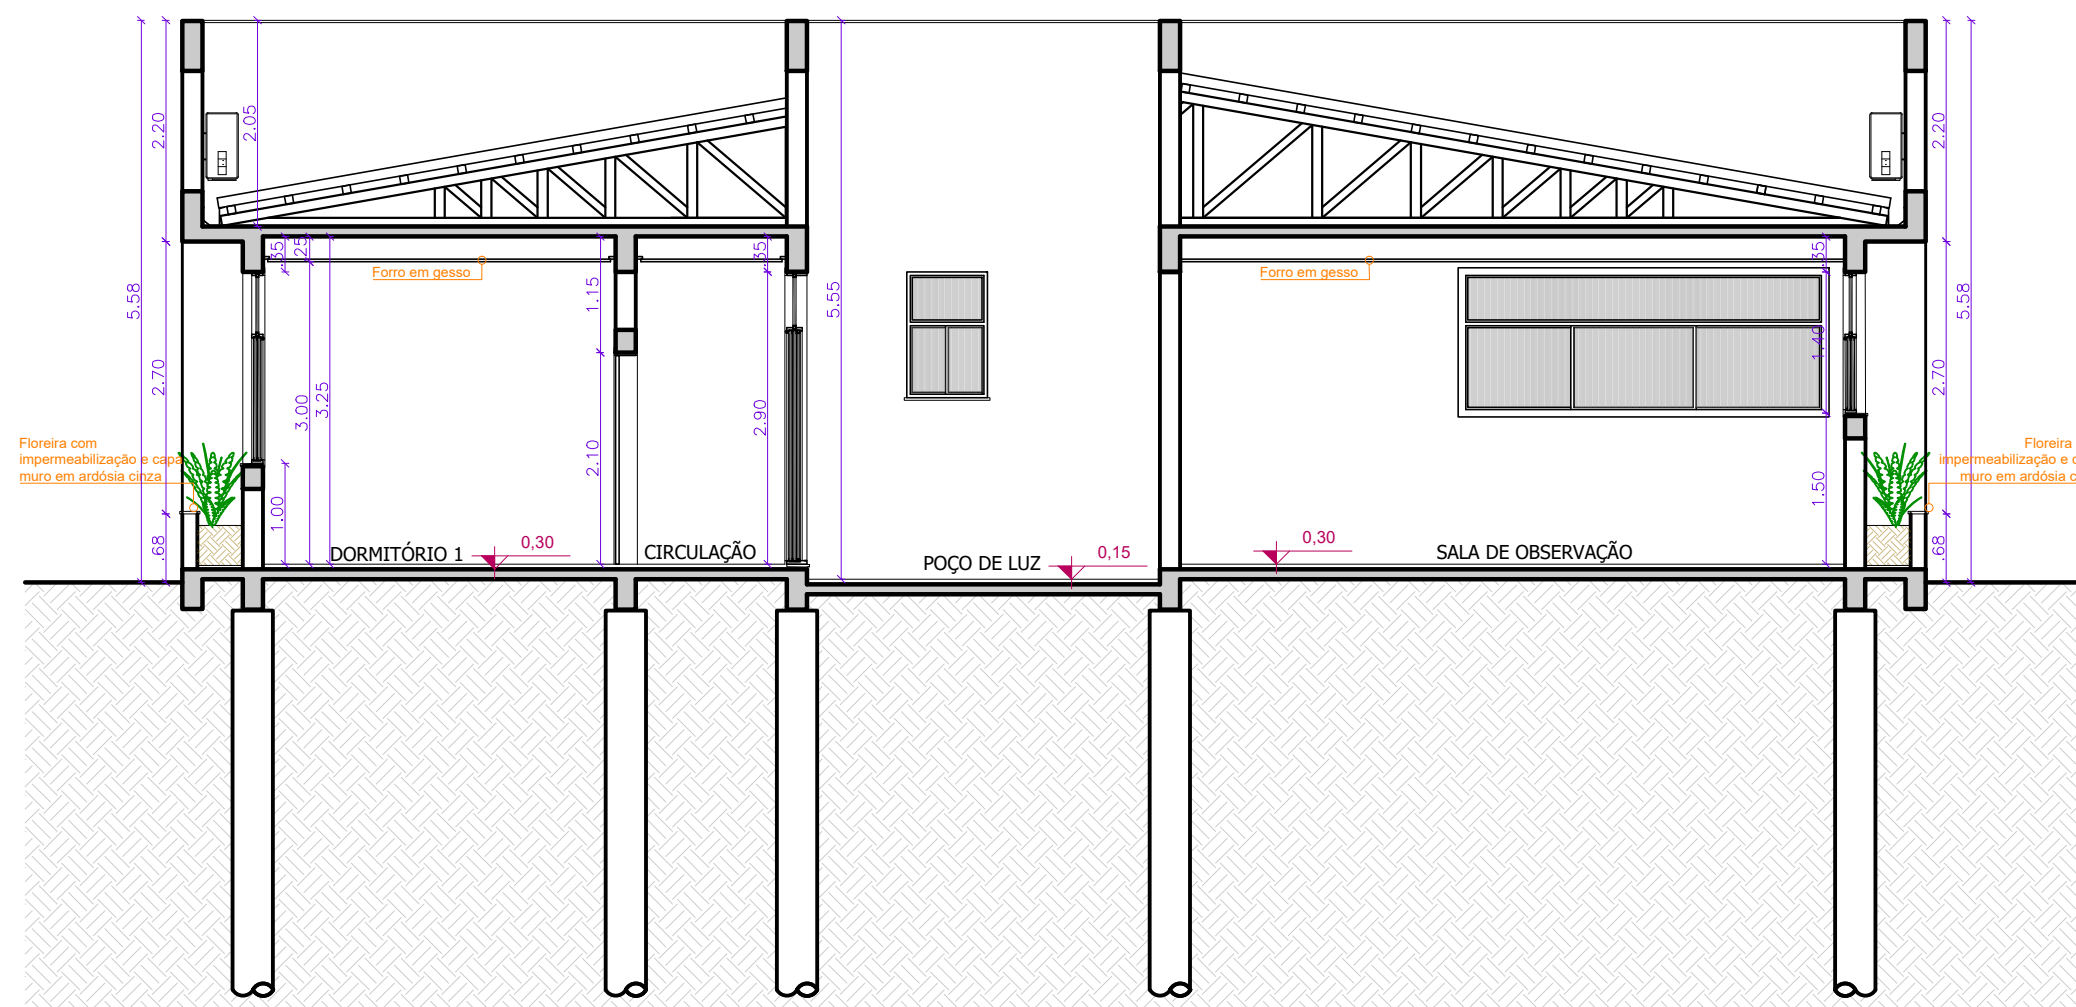 2.20
2.05
2.20
.35
.25
.35
.35
Forro em gesso
Forro em gesso
5.58
1.15
5.55
5.58
1.40
2.70
3.00
3.25
2.90
2.70
Floreira com
impermeabilização e capa
muro em ardósia cinza
2.10
Floreira
impermeabilização e c
muro em ardósia c
1.00
1.50
.68
DORMITÓRIO 1
0,30
CIRCULAÇÃO
POÇO DE LUZ
0,15
0,30
SALA DE OBSERVAÇÃO
.68